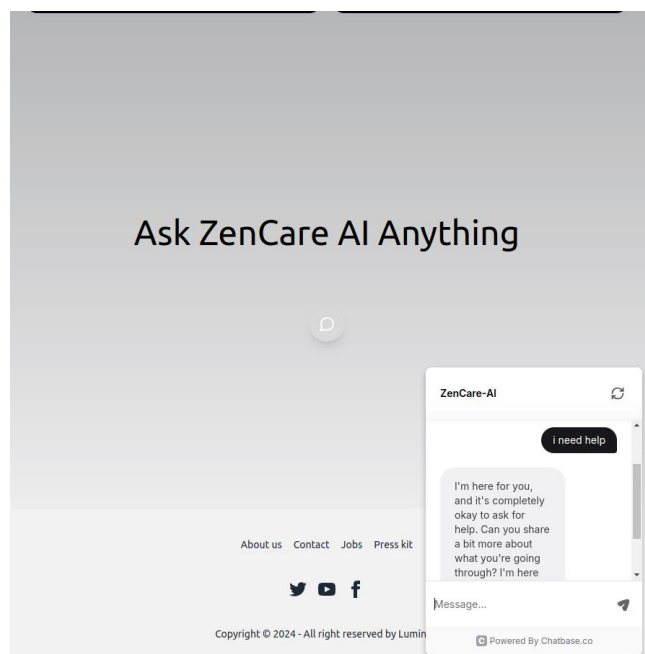 Ask ZenCare AI Anything
ZenCare-AI
i need help
I'm here for you,
and it's completely
okay to ask for
help. Can you share
a bit more about
what you're going
through? I'm here
Message...
Powered By Chatbase.co
About us Contact Jobs Press kit
Copyright © 2024 - All right reserved by Lumin